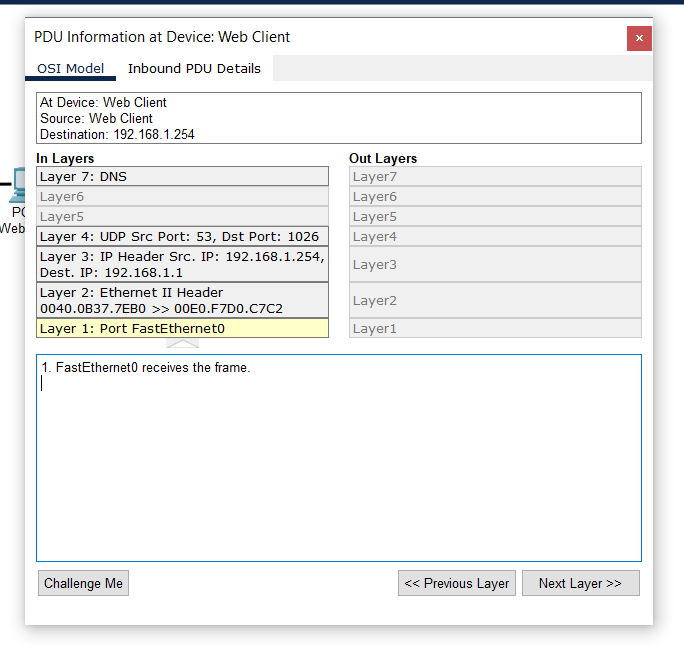 PDU Information at Device: Web Client
×
OSI Model
Inbound PDU Details
At Device: Web Client
Source: Web Client
Destination: 192.168.1.254
In Layers
Out Layers
Layer 7: DNS
Layer7
Layer6
Layer6
Layer5
Layer5
Layer 4: UDP Src Port: 53, Dst Port: 1026
Layer4
Layer 3: IP Header Src. IP: 192.168.1.254,
Dest. IP: 192.168.1.1
Layer3
Layer 2: Ethernet II Header
0040.0B37.7EB0 >> 00E0.F7D0.C7C2
Layer2
Layer 1: Port FastEthernet0
Layer1
PC
Web
1. FastEthernet0 receives the frame.
Challenge Me
<< Previous Layer
Next Layer >>